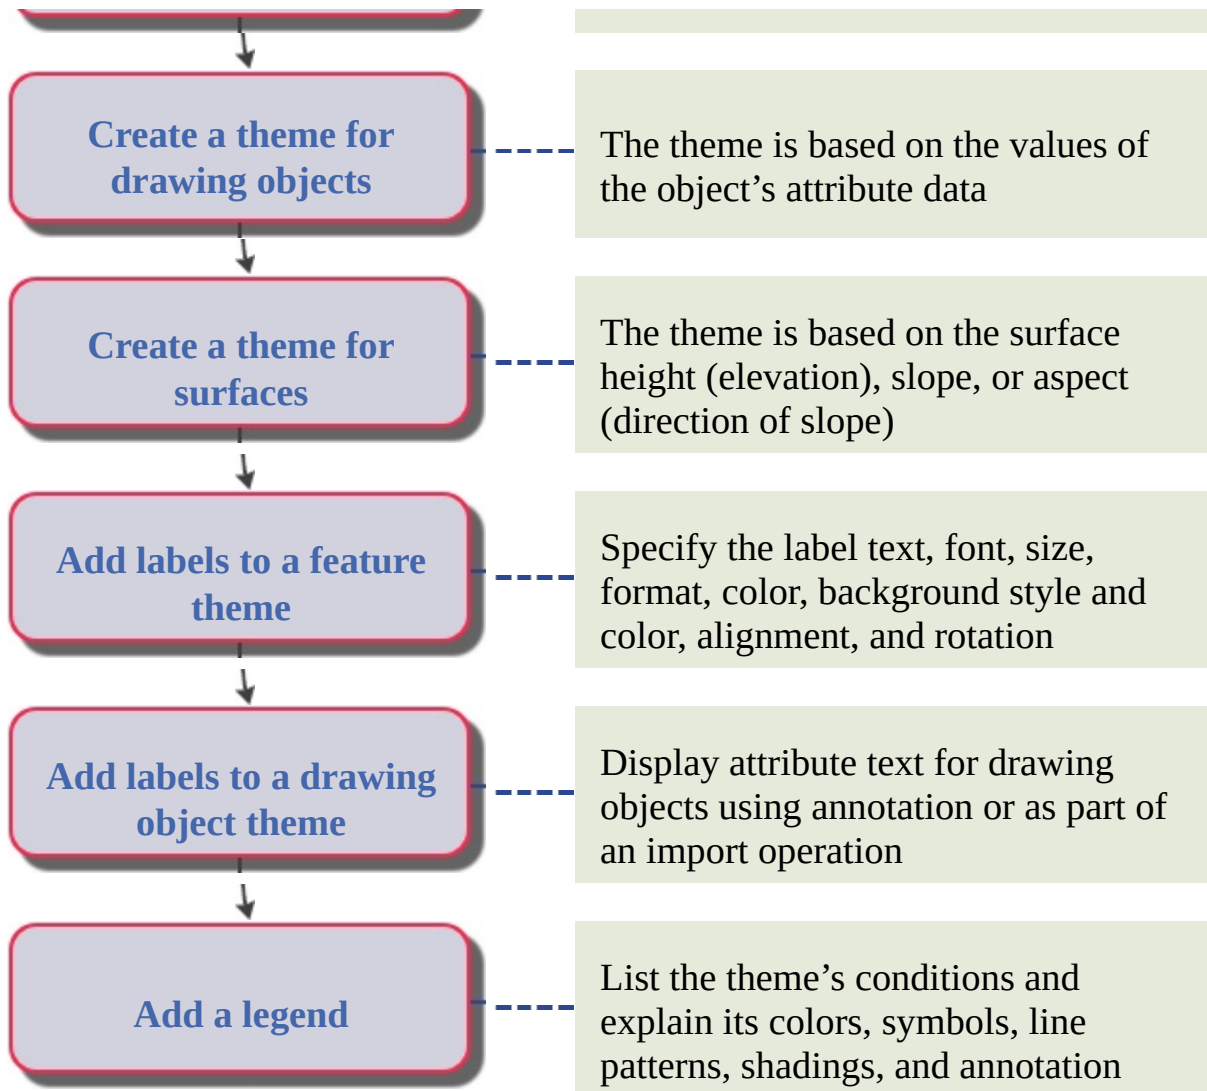 Create a theme for
drawing objects
The theme is based on the values of
the object’s attribute data
Create a theme for
surfaces
The theme is based on the surface
height (elevation), slope, or aspect
(direction of slope)
Add labels to a feature
theme
Specify the label text, font, size,
format, color, background style and
color, alignment, and rotation
Add labels to a drawing
object theme
Display attribute text for drawing
objects using annotation or as part of
an import operation
Add a legend
List the theme’s conditions and
explain its colors, symbols, line
patterns, shadings, and annotation